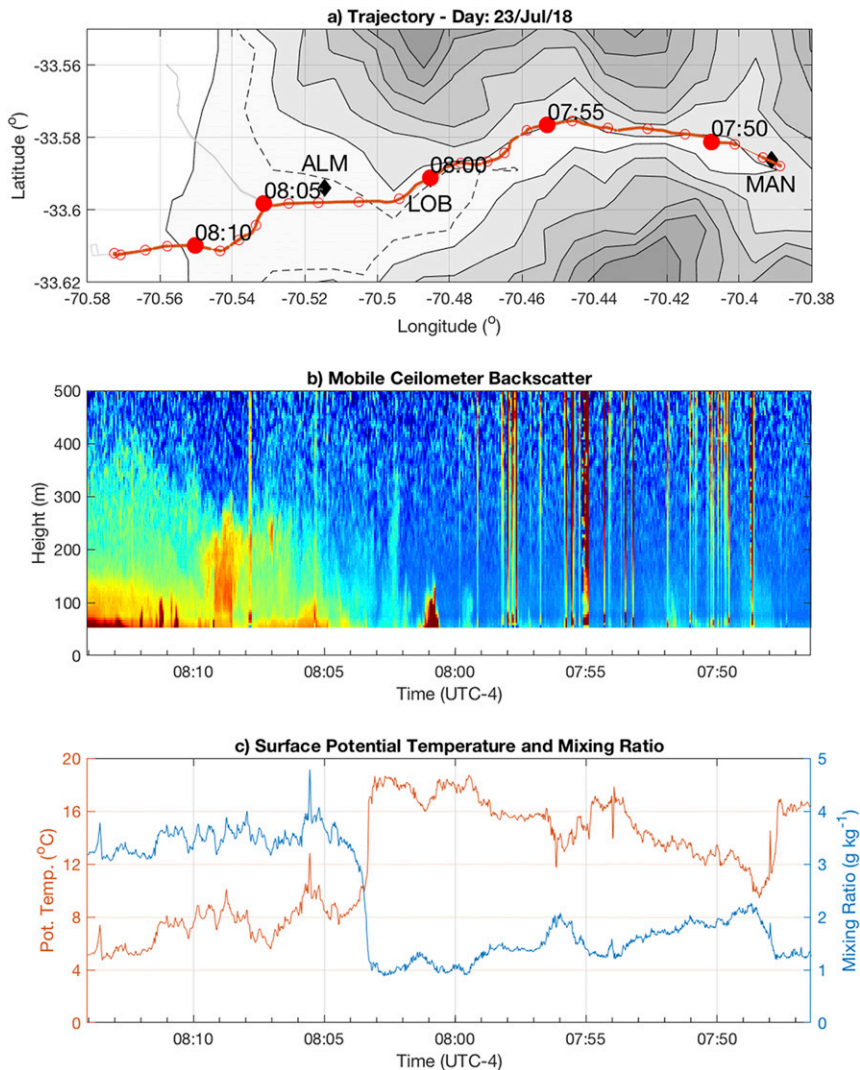 a) Trajectory - Day: 23/Jul/18
-33.56
-33.58
-33.6
-33.62
Latitude (°)
07:55
07:50
ALM
08:00
MAN
08:05
LOB
08:10
-70.58 -70.56 -70.54 -70.52 -70.5 -70.48 -70.46 -70.44 -70.42 -70.4 -70.38
Longitude (°)
b) Mobile Ceilometer Backscatter
500
400
300
200
100
0
Height (m)
08:10 08:05 08:00 07:55 07:50
Time (UTC-4)
c) Surface Potential Temperature and Mixing Ratio
20 5
16 4
12 3
8 2
4 1
0 0
Pot. Temp. (°C)
Mixing Ratio (g kg⁻¹)
08:10 08:05 08:00 07:55 07:50
Time (UTC-4)